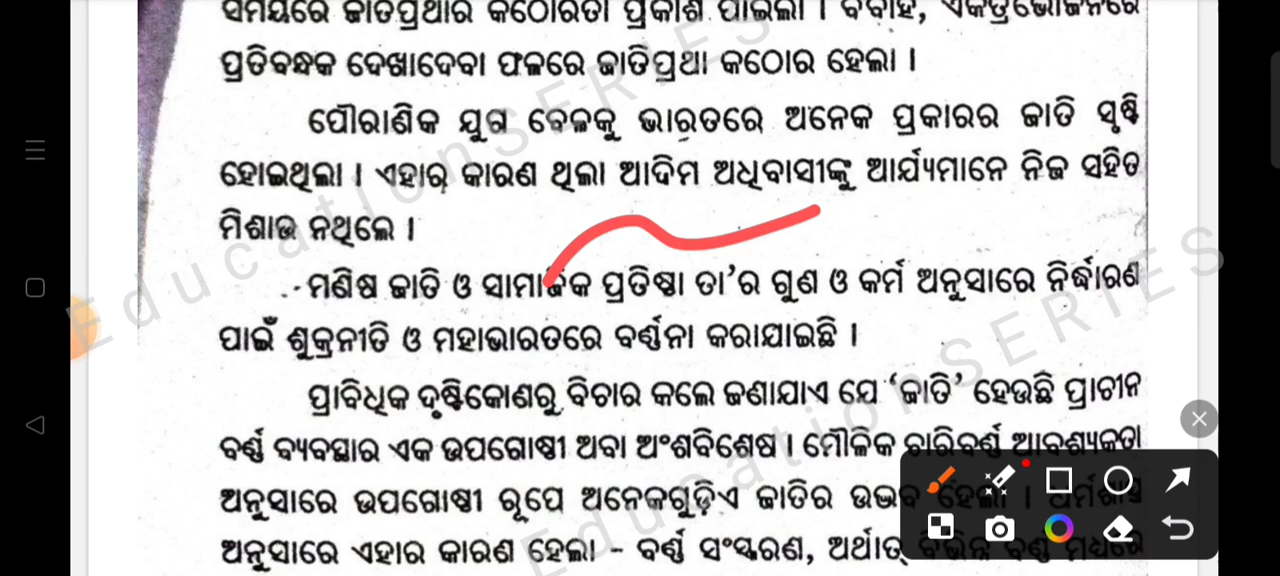 ସମୟରେ ଜାତିପ୍ରଥାର କଠୋରତା ପ୍ରକାଶ ପାଇଲା । ବିବାହ, ଏକତ୍ରଭୋଜନରେ
ପ୍ରତିବନ୍ଧକ ଦେଖାଦେବା ଫଳରେ ଜାତିପ୍ରଥା କଠୋର ହେଲା ।
ପୌରାଣିକ ଯୁଗ ବେଳକୁ ଭାରତରେ ଅନେକ ପ୍ରକାରର ଜାତି ସୃଷ୍ଟି
ହୋଇଥିଲା । ଏହାର କାରଣ ଥିଲା ଆଦିମ ଅଧିବାସୀଙ୍କୁ ଆର୍ଯ୍ୟମାନେ ନିଜ ସହିତ
ମିଶାଉ ନଥିଲେ ।
ମଣିଷ ଜାତି ଓ ସାମାଜିକ ପ୍ରତିଷ୍ଠା ତା'ର ଗୁଣ ଓ କର୍ମ ଅନୁସାରେ ନିର୍ଦ୍ଧାରଣ
ପାଇଁ ଶୁକ୍ରନୀତି ଓ ମହାଭାରତରେ ବର୍ଣ୍ଣନା କରାଯାଇଛି ।
ପ୍ରାବିଧିକ ଦୃଷ୍ଟିକୋଣରୁ ବିଚାର କଲେ ଜଣାଯାଏ ଯେ 'ଜାତି' ହେଉଛି ପ୍ରାଚୀନ
ବର୍ଣ୍ଣ ବ୍ୟବସ୍ଥାର ଏକ ଉପଗୋଷ୍ଠୀ ଅବା ଅଂଶବିଶେଷ । ମୌଳିକ ଚାରିବର୍ଣ୍ଣ ଆବଶ୍ୟକତା
ଅନୁସାରେ ଉପଗୋଷ୍ଠୀ ରୂପେ ଅନେକଗୁଡ଼ିଏ ଜାତିର ଉଦ୍ଭବ ହେଲା ।
ଅନୁସାରେ ଏହାର କାରଣ ହେଲା - ବର୍ଣ୍ଣ ସଂସ୍କରଣ, ଅର୍ଥାତ୍
EducationSERIES
EducationSERIES